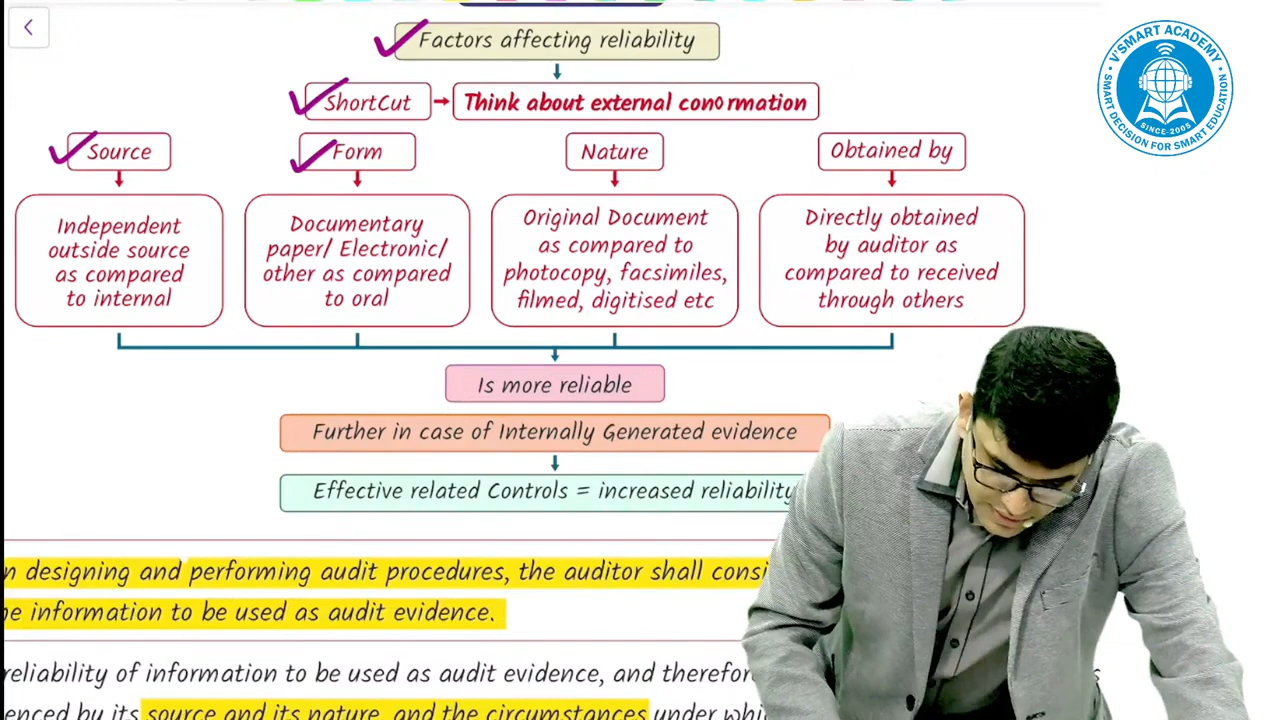 Factors affecting reliability
ShortCut
Think about external
Source
Form
Nature
Obtained by
Independent
outside source
as compared
to internal
Documentary
paper/ Electronic/
other as compared
to oral
Original Document
as compared to
photocopy, facsimiles,
filmed, digitised etc
Directly obtained
by auditor as
compared to received
through others
Is more reliable
Further in case of Internally Generated evidence
Effective related Controls = increased reliability
n designing and performing audit procedures, the auditor shall consi
he information to be used as audit evidence.
reliability of information to be used as audit evidence, and therefor
enced by its source and its nature, and the circumstances under whi
V'SMART ACADEMY
SMART DECISION FOR SMART EDUCATION
SINCE-2005